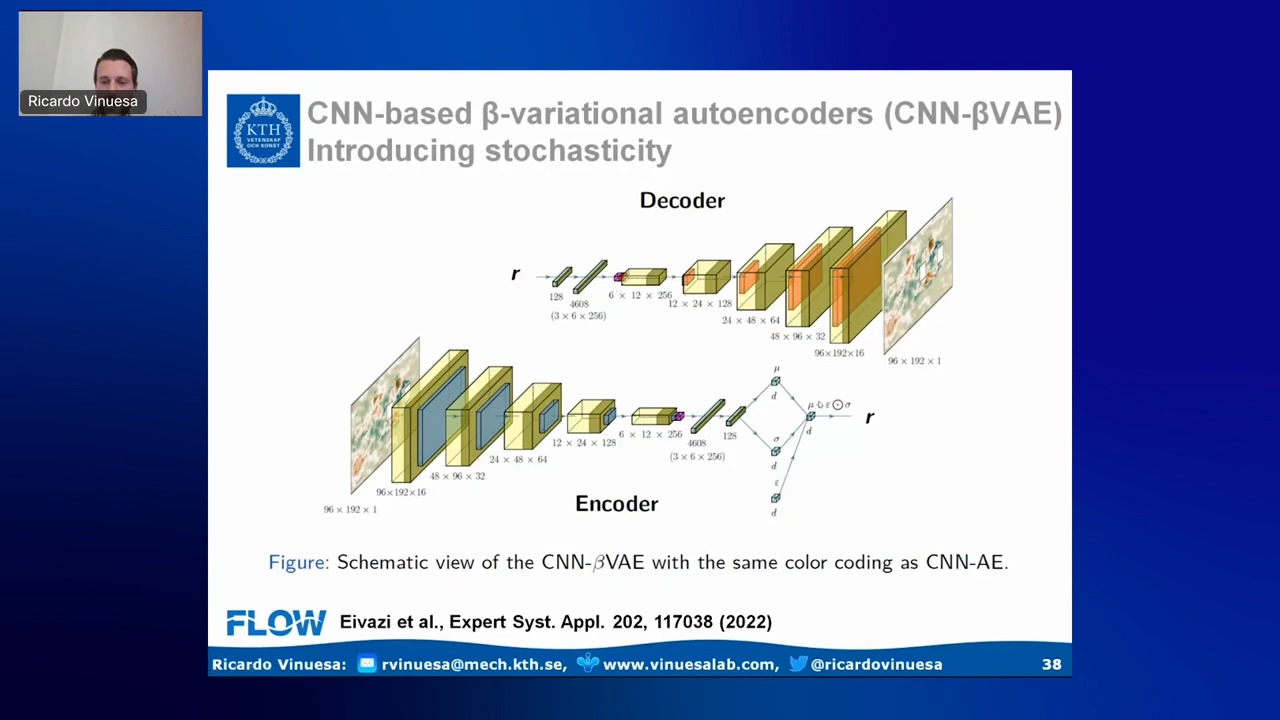 Ricardo Vinuesa
KTH
VETENSKAP
OCH KONST
CNN-based β-variational autoencoders (CNN-βVAE)
Introducing stochasticity
Decoder
r
128
4608
(3 × 6 × 256)
6 × 12 × 256
12 × 24 × 128
24 × 48 × 64
48 × 96 × 32
96×192×16
96 × 192 × 1
96 × 192 × 1
96×192×16
48 × 96 × 32
24 × 48 × 64
12 × 24 × 128
6 × 12 × 256
4608
(3 × 6 × 256)
128
μ
d
σ
d
ε
d
μ + ε ⊙ σ
d
r
Encoder
Figure: Schematic view of the CNN-βVAE with the same color coding as CNN-AE.
FLOW
Eivazi et al., Expert Syst. Appl. 202, 117038 (2022)
Ricardo Vinuesa: rvinuesa@mech.kth.se, www.vinuesalab.com, @ricardovinuesa 38